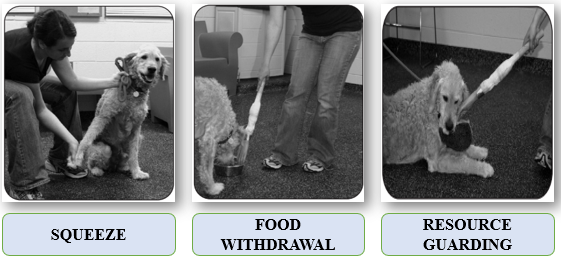 SQUEEZE
FOOD
WITHDRAWAL
RESOURCE
GUARDING